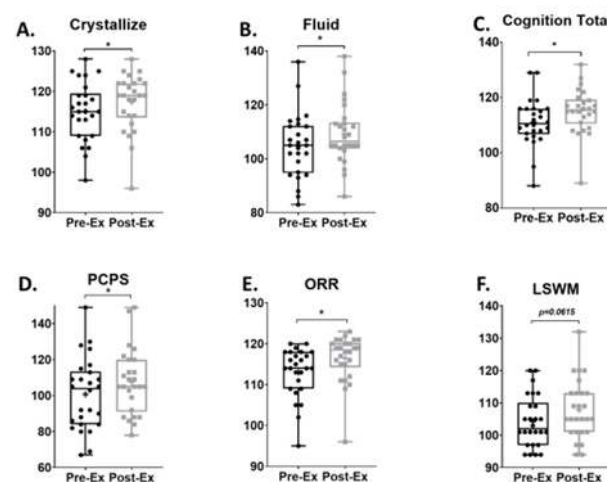 A.
Crystallize
*
130
120
110
100
90
Pre-Ex Post-Ex
B.
Fluid
*
140
120
100
80
Pre-Ex Post-Ex
C.
Cognition Total
*
140
120
100
80
Pre-Ex Post-Ex
D.
PCPS
*
140
120
100
80
60
Pre-Ex Post-Ex
E.
ORR
*
130
120
110
100
90
Pre-Ex Post-Ex
F.
LSWM
p=0.0615
140
130
120
110
100
90
Pre-Ex Post-Ex